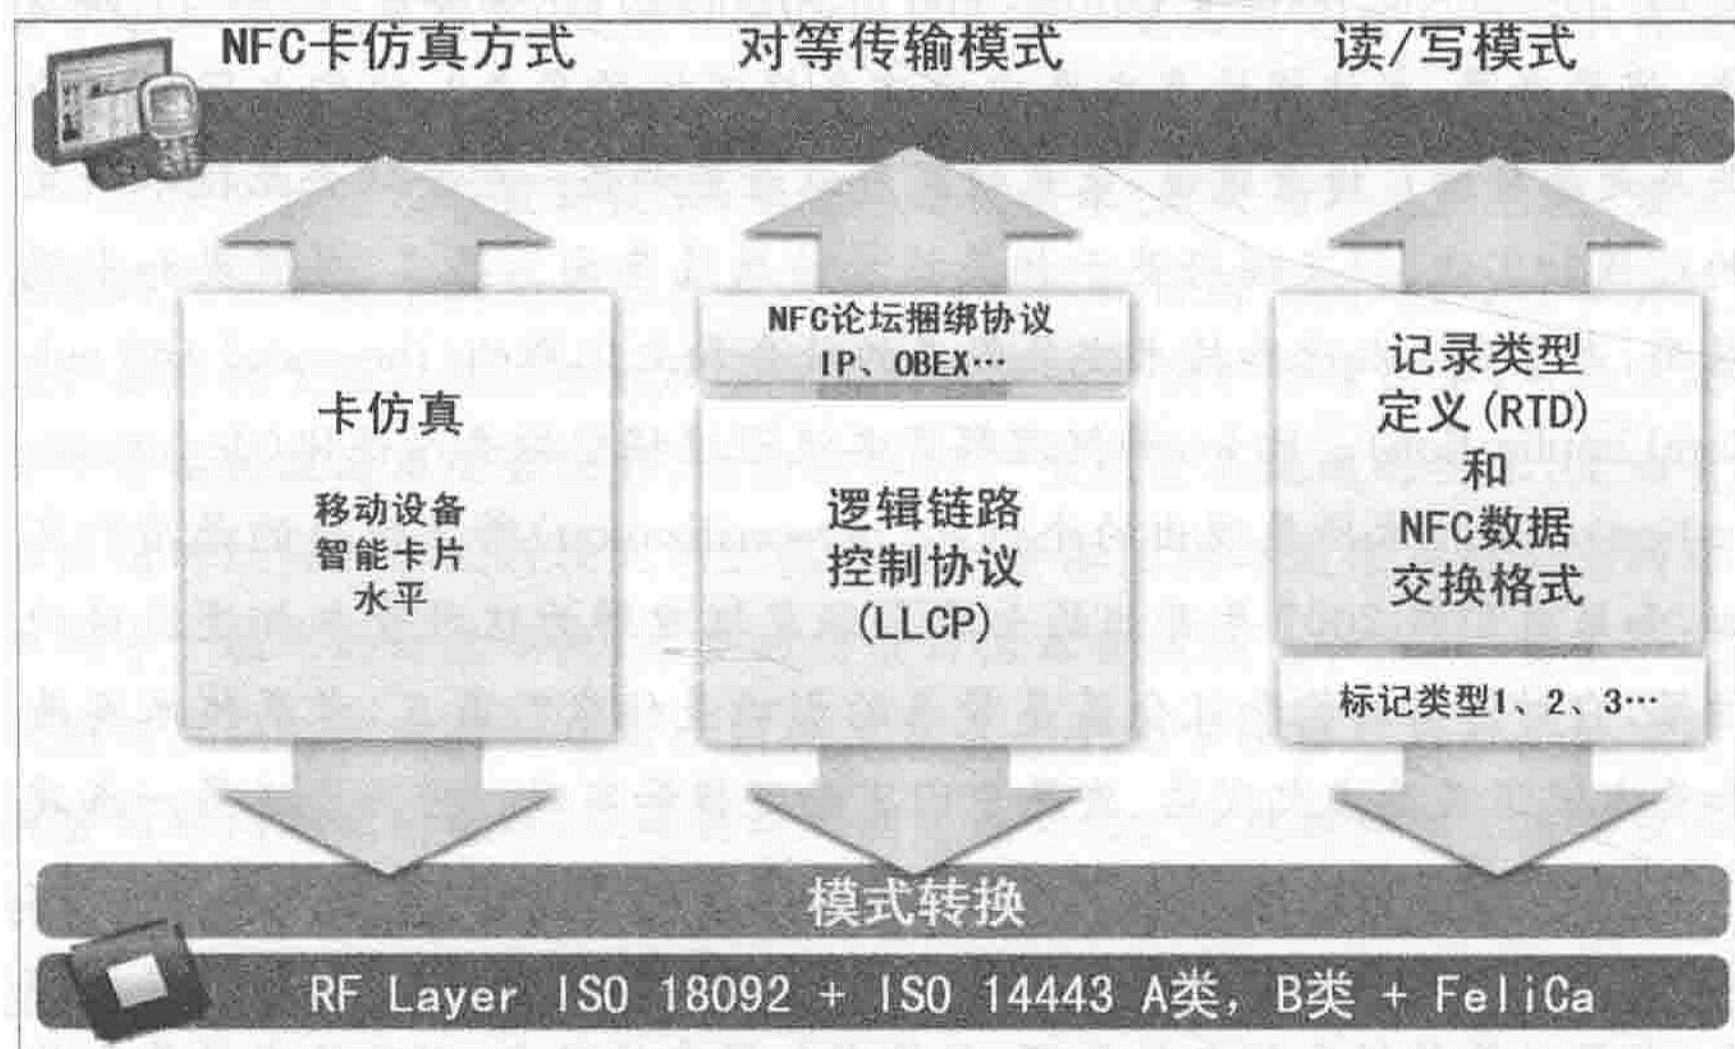 NFC卡仿真方式
对等传输模式
读/写模式
卡仿真
移动设备
智能卡片
水平
NFC论坛捆绑协议
IP、OBEX…
逻辑链路
控制协议
(LLCP)
记录类型
定义(RTD)
和
NFC数据
交换格式
标记类型1、2、3…
模式转换
RF Layer ISO 18092 + ISO 14443 A类, B类 + FeliCa